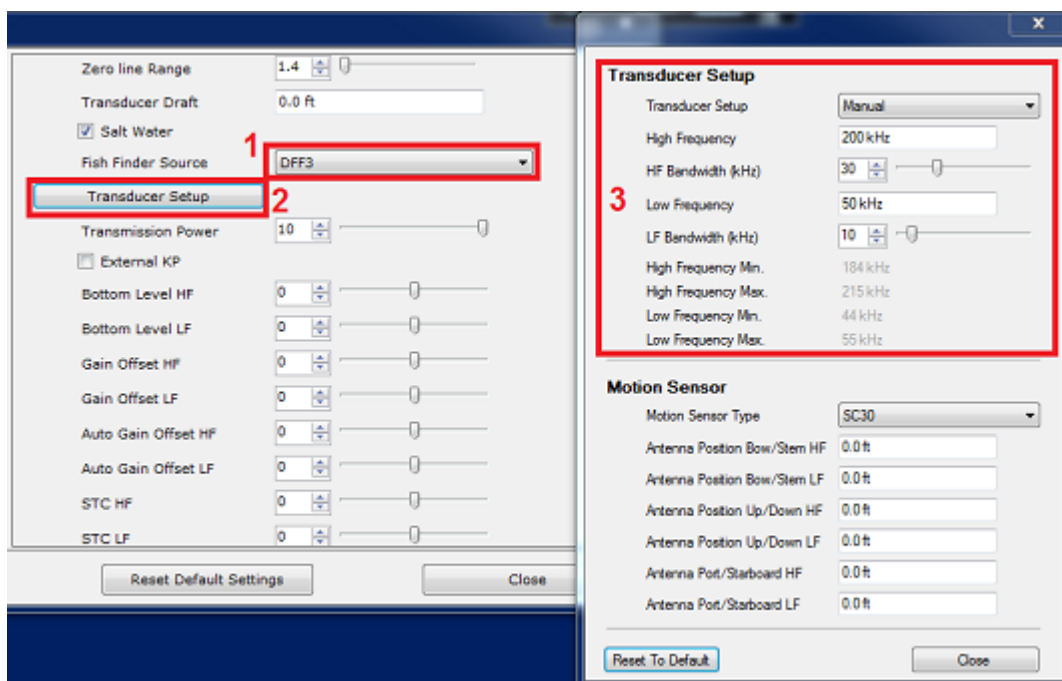 Zero line Range 1.4
Transducer Draft 0.0 ft
Salt Water
1
Fish Finder Source DFF3
Transducer Setup
2
Transmission Power 10
External KP
Bottom Level HF 0
Bottom Level LF 0
Gain Offset HF 0
Gain Offset LF 0
Auto Gain Offset HF 0
Auto Gain Offset LF 0
STC HF 0
STC LF 0
Reset Default Settings Close
Transducer Setup
Transducer Setup Manual
High Frequency 200 kHz
HF Bandwidth (kHz) 30
3
Low Frequency 50 kHz
LF Bandwidth (kHz) 10
High Frequency Min. 184 kHz
High Frequency Max. 215 kHz
Low Frequency Min. 44 kHz
Low Frequency Max. 55 kHz
Motion Sensor
Motion Sensor Type SC30
Antenna Position Bow/Stern HF 0.0 ft
Antenna Position Bow/Stern LF 0.0 ft
Antenna Position Up/Down HF 0.0 ft
Antenna Position Up/Down LF 0.0 ft
Antenna Port/Starboard HF 0.0 ft
Antenna Port/Starboard LF 0.0 ft
Reset To Default Close